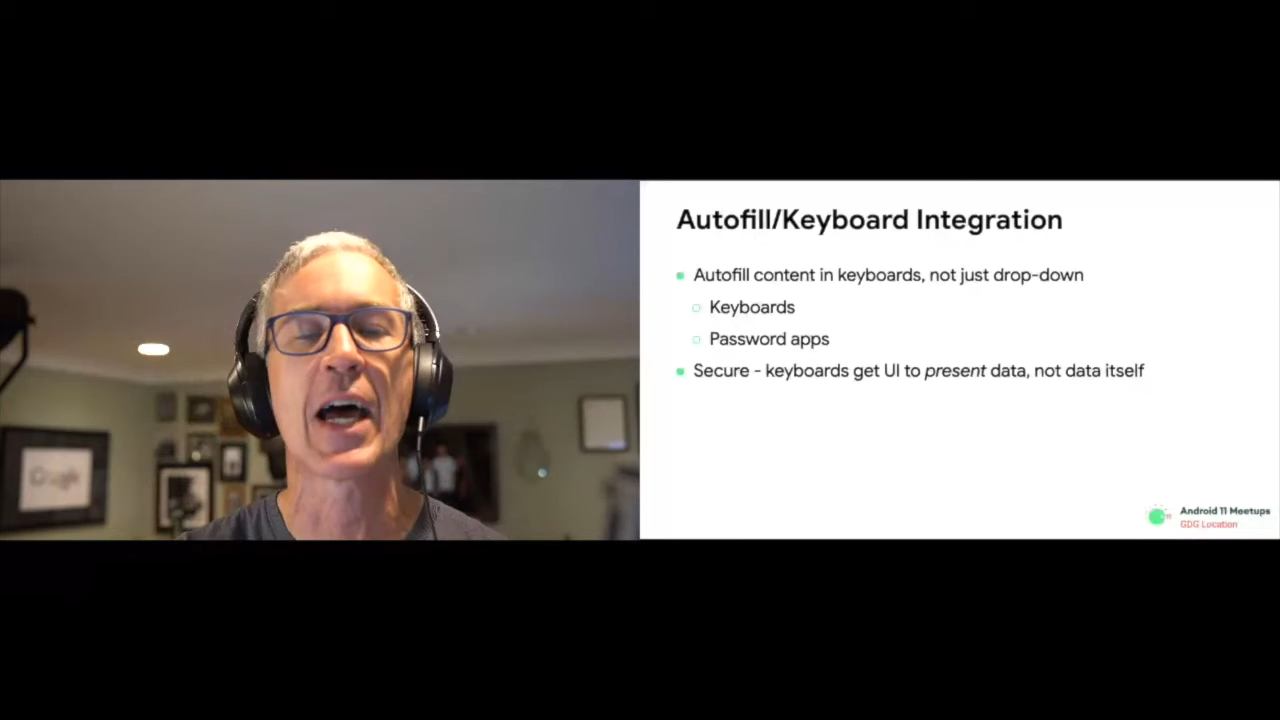 Google
Autofill/Keyboard Integration
Autofill content in keyboards, not just drop-down
Keyboards
Password apps
Secure - keyboards get UI to present data, not data itself
Android 11 Meetups
GDG Location